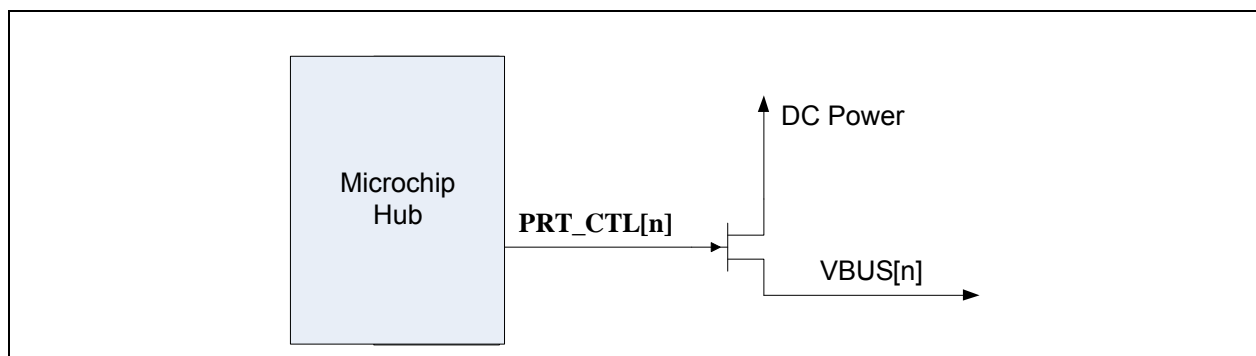 Microchip
Hub
PRT_CTL[n]
DC Power
VBUS[n]